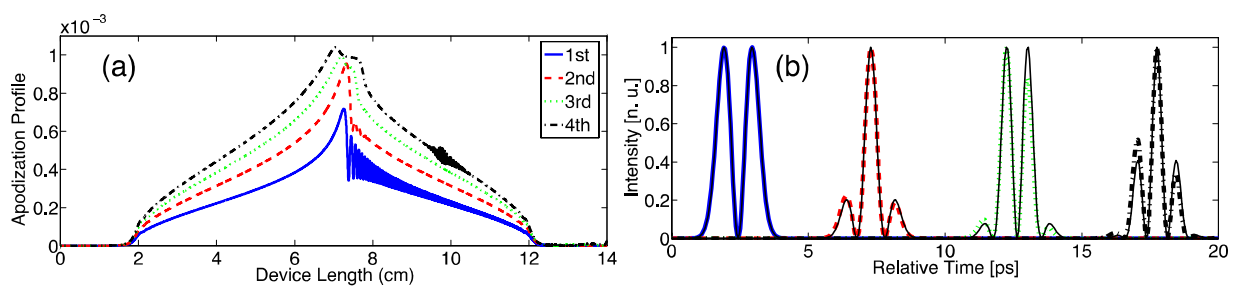 x10⁻³
1
0.8
0.6
0.4
0.2
0
0 2 4 6 8 10 12 14
Apodization Profile
Device Length (cm)
(a)
1st
2nd
3rd
4th
1
0.8
0.6
0.4
0.2
0
0 5 10 15 20
Intensity [n. u.]
Relative Time [ps]
(b)